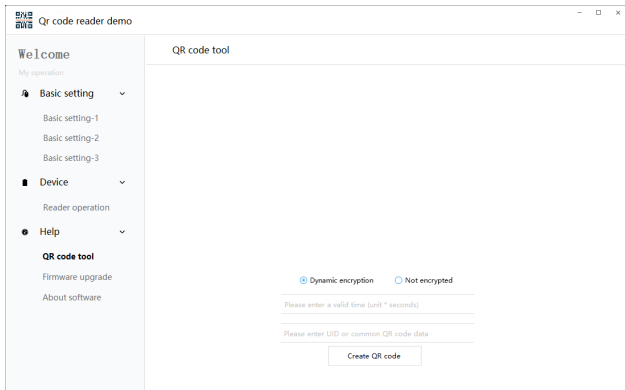 Qr code reader demo
Welcome
My operation
Basic setting
Basic setting-1
Basic setting-2
Basic setting-3
Device
Reader operation
Help
QR code tool
Firmware upgrade
About software
QR code tool
Dynamic encryption
Not encrypted
Please enter a valid time (unit * seconds)
Please enter UID or common QR code data
Create QR code